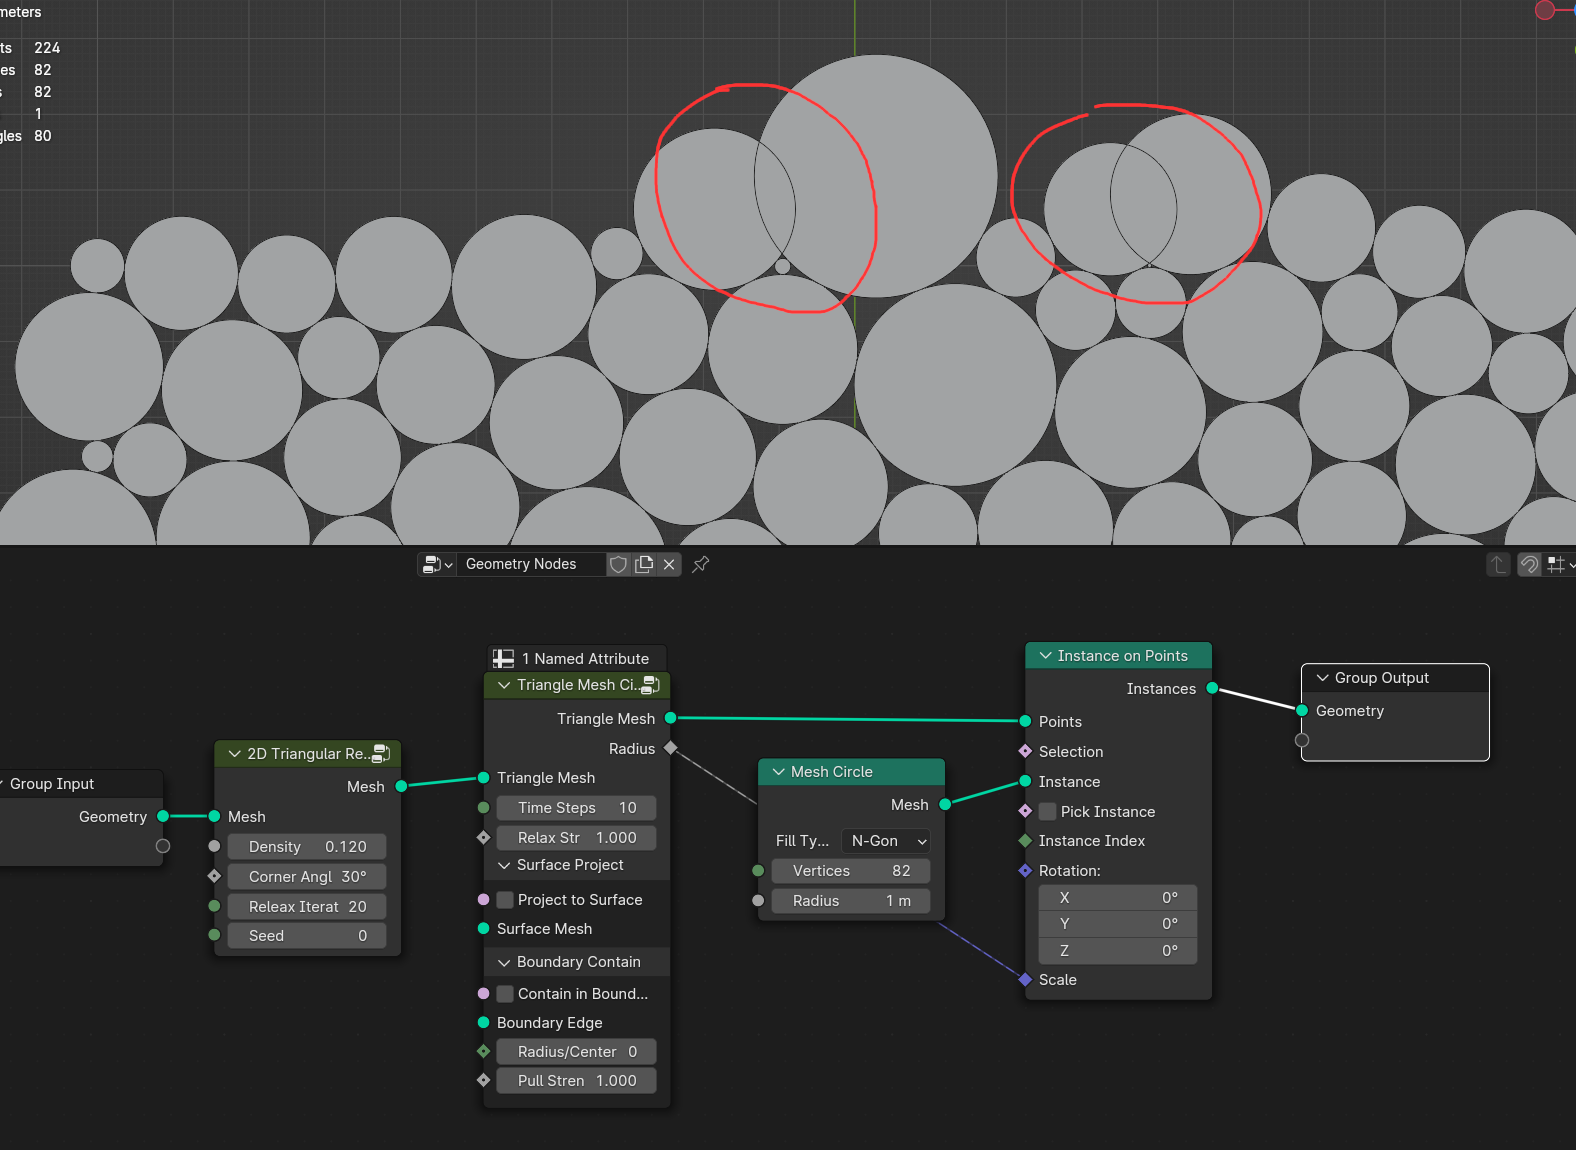 meters
ts 224
es 82
s 82
1
gles 80
Geometry Nodes
Group Input
Geometry
2D Triangular Re...
Mesh
Mesh
Density 0.120
Corner Angl 30°
Releax Iterat 20
Seed 0
1 Named Attribute
Triangle Mesh Ci...
Triangle Mesh
Radius
Triangle Mesh
Time Steps 10
Relax Str 1.000
Surface Project
Project to Surface
Surface Mesh
Boundary Contain
Contain in Bound...
Boundary Edge
Radius/Center 0
Pull Stren 1.000
Mesh Circle
Mesh
Fill Ty... N-Gon
Vertices 82
Radius 1 m
Instance on Points
Instances
Points
Selection
Instance
Pick Instance
Instance Index
Rotation:
X 0°
Y 0°
Z 0°
Scale
Group Output
Geometry